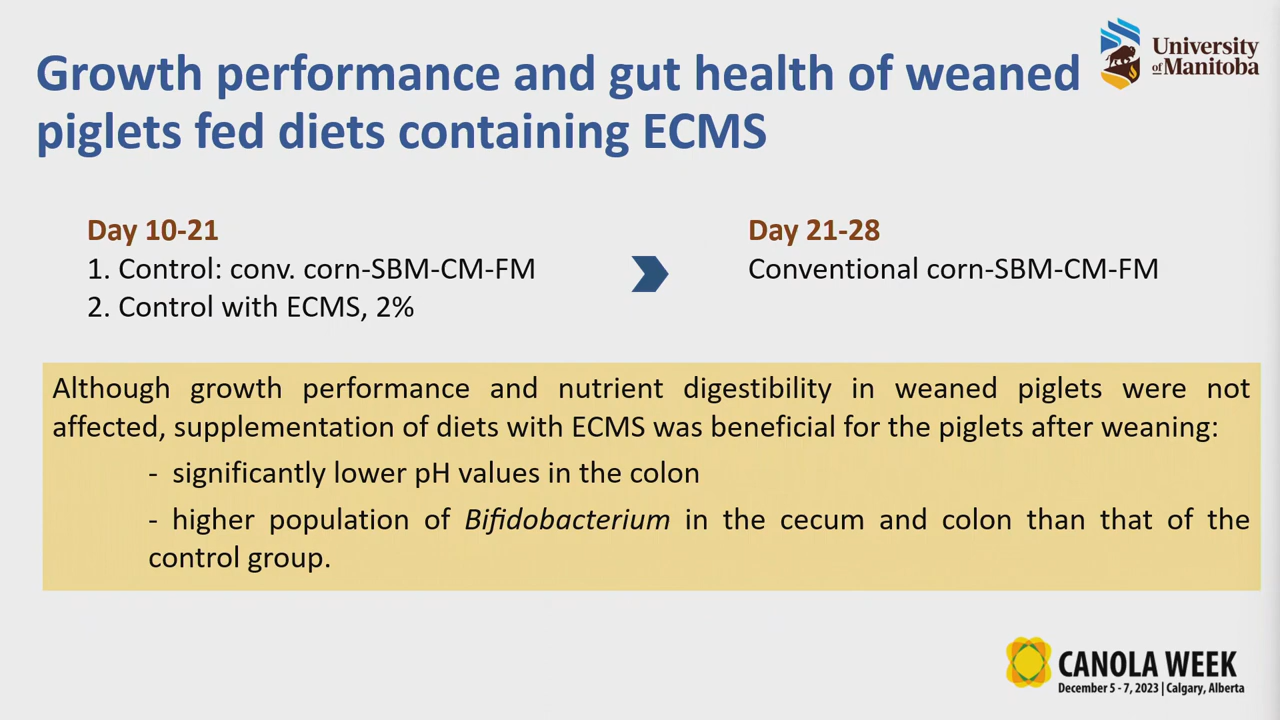 Growth performance and gut health of weaned
piglets fed diets containing ECMS
University
of Manitoba
Day 10-21
1. Control: conv. corn-SBM-CM-FM
2. Control with ECMS, 2%
Day 21-28
Conventional corn-SBM-CM-FM
Although growth performance and nutrient digestibility in weaned piglets were not
affected, supplementation of diets with ECMS was beneficial for the piglets after weaning:
- significantly lower pH values in the colon
- higher population of Bifidobacterium in the cecum and colon than that of the
control group.
CANOLA WEEK
December 5 - 7, 2023 | Calgary, Alberta